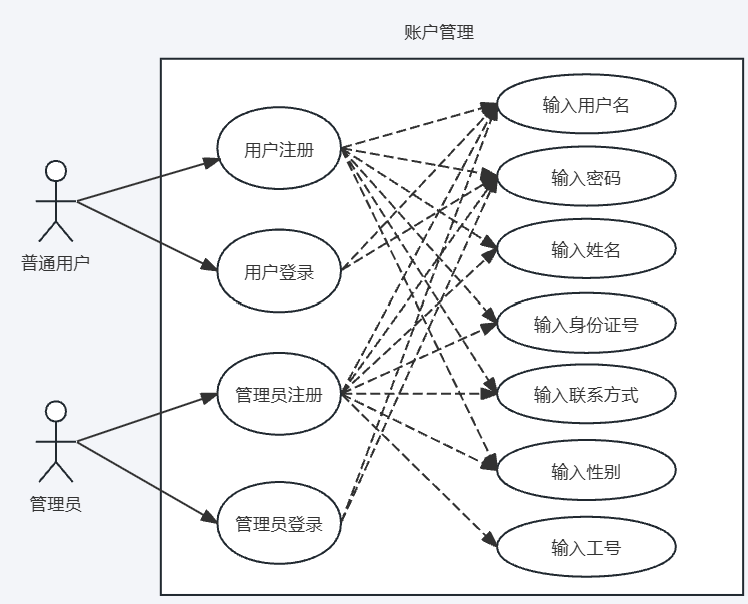 账户管理
普通用户
管理员
用户注册
用户登录
管理员注册
管理员登录
输入用户名
输入密码
输入姓名
输入身份证号
输入联系方式
输入性别
输入工号